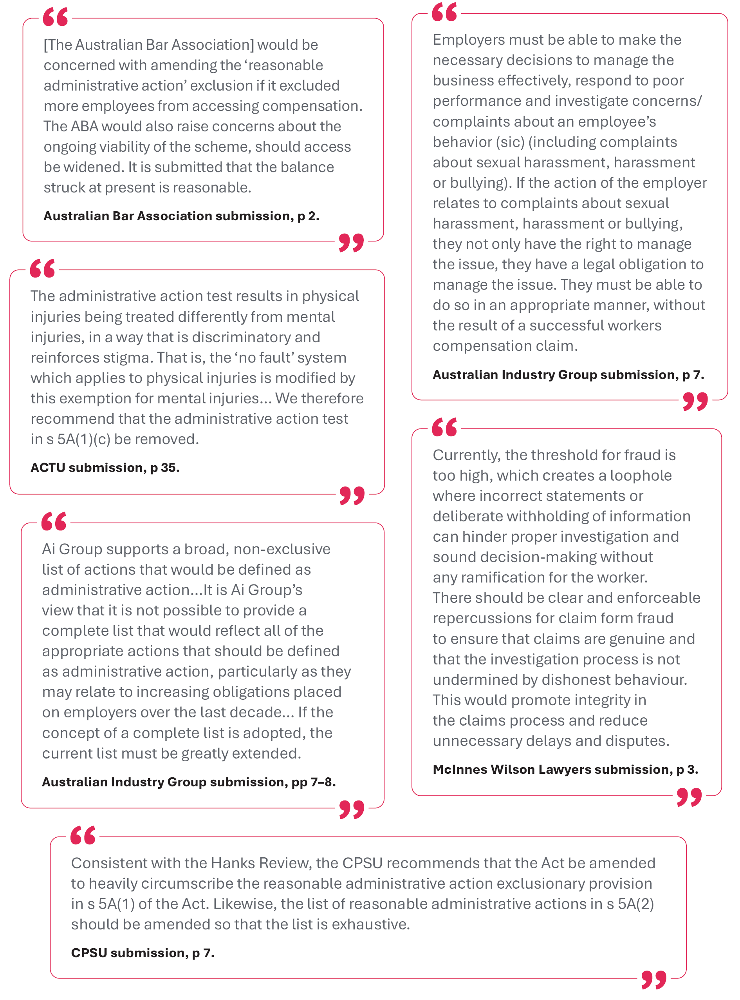 “
[The Australian Bar Association] would be
concerned with amending the ‘reasonable
administrative action’ exclusion if it excluded
more employees from accessing compensation.
The ABA would also raise concerns about the
ongoing viability of the scheme, should access
be widened. It is submitted that the balance
struck at present is reasonable.
Australian Bar Association submission, p 2.
”
“
The administrative action test results in physical
injuries being treated differently from mental
injuries, in a way that is discriminatory and
reinforces stigma. That is, the ‘no fault’ system
which applies to physical injuries is modified by
this exemption for mental injuries... We therefore
recommend that the administrative action test
in s 5A(1)(c) be removed.
ACTU submission, p 35.
”
“
Ai Group supports a broad, non-exclusive
list of actions that would be defined as
administrative action...It is Ai Group’s
view that it is not possible to provide a
complete list that would reflect all of the
appropriate actions that should be defined
as administrative action, particularly as they
may relate to increasing obligations placed
on employers over the last decade... If the
concept of a complete list is adopted, the
current list must be greatly extended.
Australian Industry Group submission, pp 7–8.
”
“
Employers must be able to make the
necessary decisions to manage the
business effectively, respond to poor
performance and investigate concerns/
complaints about an employee’s
behavior (sic) (including complaints
about sexual harassment, harassment
or bullying). If the action of the employer
relates to complaints about sexual
harassment, harassment or bullying,
they not only have the right to manage
the issue, they have a legal obligation to
manage the issue. They must be able to
do so in an appropriate manner, without
the result of a successful workers
compensation claim.
Australian Industry Group submission, p 7.
”
“
Currently, the threshold for fraud is
too high, which creates a loophole
where incorrect statements or
deliberate withholding of information
can hinder proper investigation and
sound decision-making without
any ramification for the worker.
There should be clear and enforceable
repercussions for claim form fraud
to ensure that claims are genuine and
that the investigation process is not
undermined by dishonest behaviour.
This would promote integrity in
the claims process and reduce
unnecessary delays and disputes.
McInnes Wilson Lawyers submission, p 3.
”
“
Consistent with the Hanks Review, the CPSU recommends that the Act be amended
to heavily circumscribe the reasonable administrative action exclusionary provision
in s 5A(1) of the Act. Likewise, the list of reasonable administrative actions in s 5A(2)
should be amended so that the list is exhaustive.
CPSU submission, p 7.
”